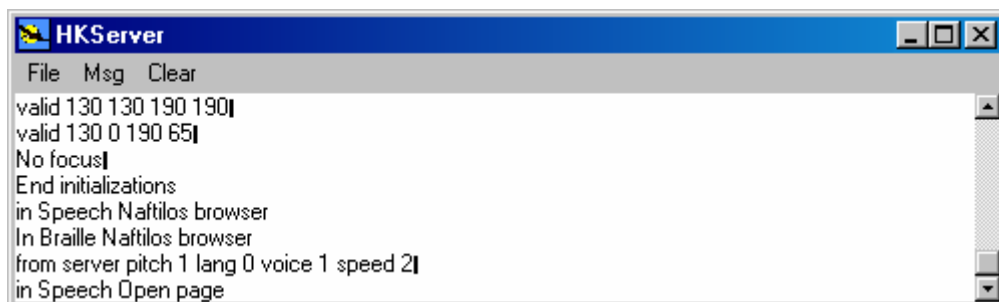 HKServer
File Msg Clear
valid 130 130 190 190
valid 130 0 190 65
No focus
End initializations
in Speech Naftilos browser
In Braille Naftilos browser
from server pitch 1 lang 0 voice 1 speed 2
in Speech Open page